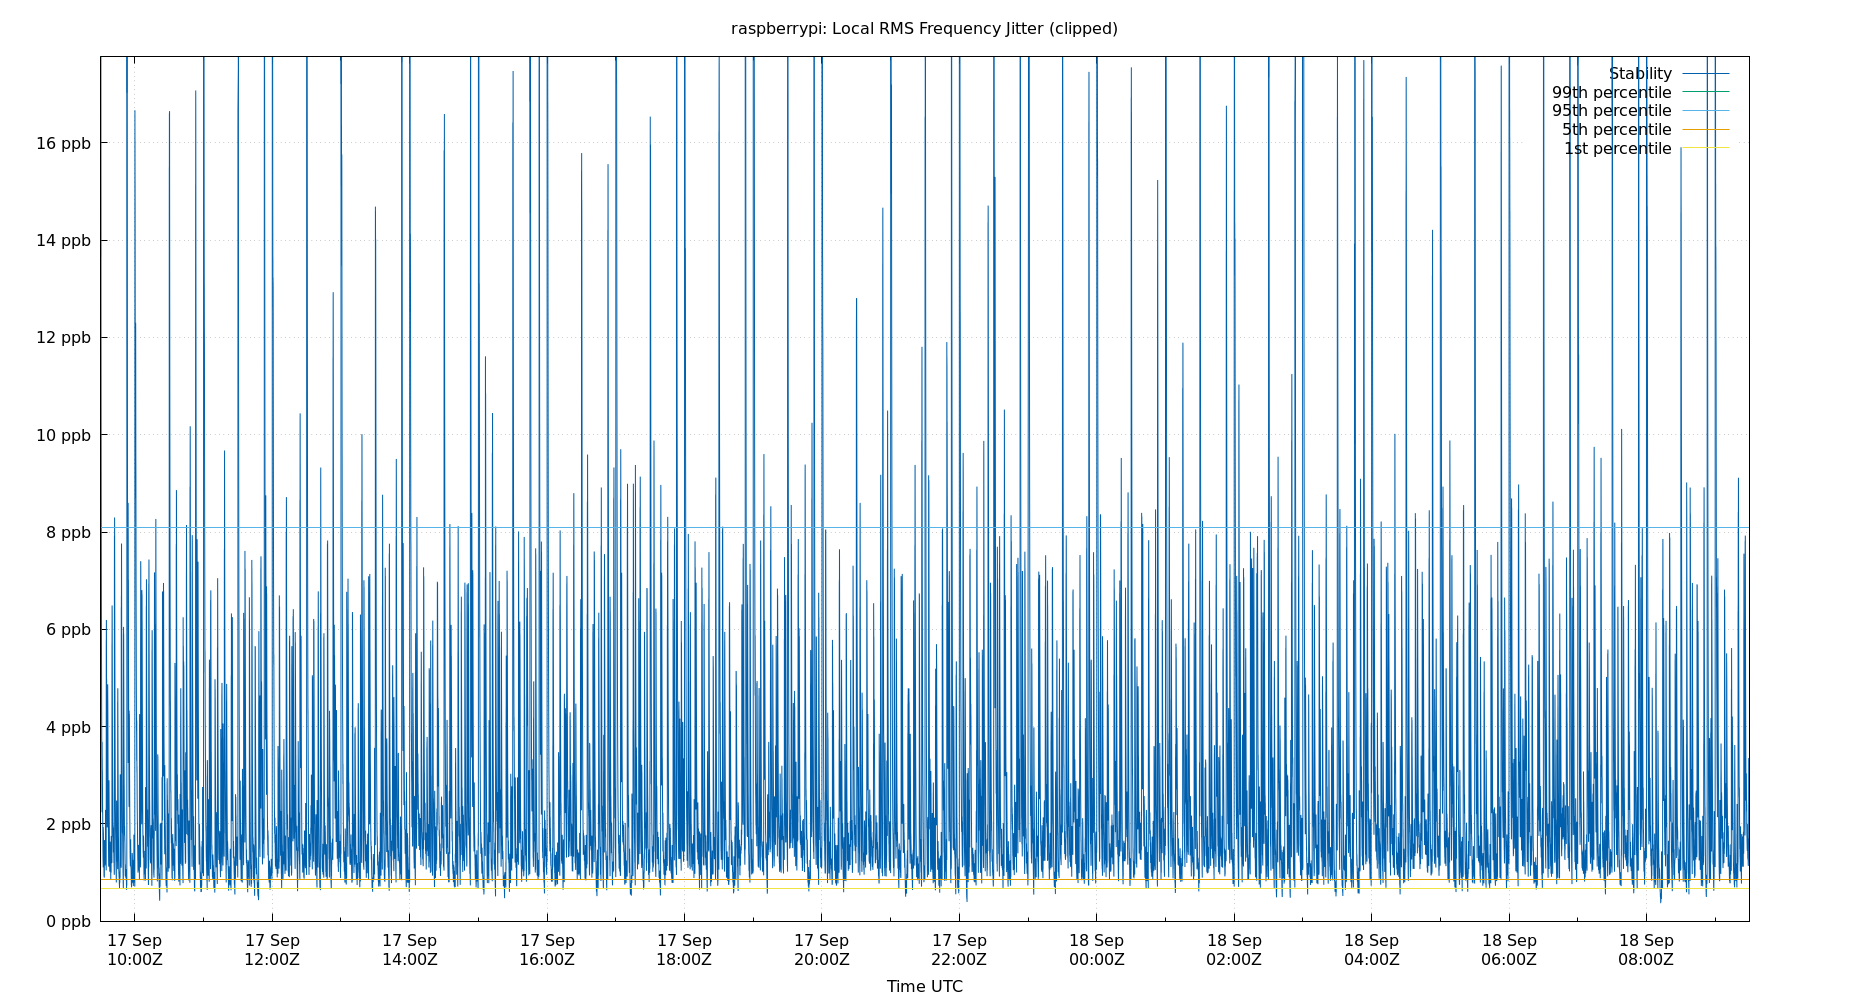 raspberrypi: Local RMS Frequency Jitter (clipped)
Stability
99th percentile
95th percentile
5th percentile
1st percentile
16 ppb
14 ppb
12 ppb
10 ppb
8 ppb
6 ppb
4 ppb
2 ppb
0 ppb
17 Sep 17 Sep 17 Sep 17 Sep 17 Sep 17 Sep 17 Sep 18 Sep 18 Sep 18 Sep 18 Sep 18 Sep
10:00Z 12:00Z 14:00Z 16:00Z 18:00Z 20:00Z 22:00Z 00:00Z 02:00Z 04:00Z 06:00Z 08:00Z
Time UTC